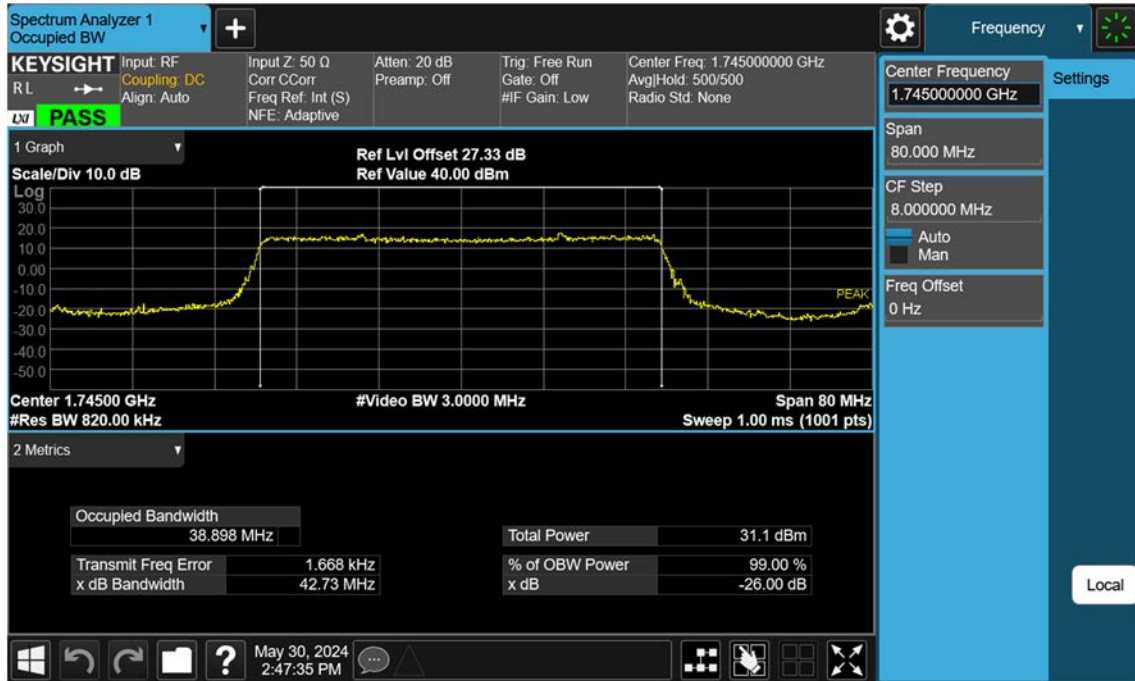 Spectrum Analyzer 1
Occupied BW
+
Frequency
KEYSIGHT
R L
LXI PASS
Input: RF
Coupling: DC
Align: Auto
Input Z: 50 Ω
Corr CCorr
Freq Ref: Int (S)
NFE: Adaptive
Atten: 20 dB
Preamp: Off
Trig: Free Run
Gate: Off
#IF Gain: Low
Center Freq: 1.745000000 GHz
Avg|Hold: 500/500
Radio Std: None
Center Frequency
1.745000000 GHz
Settings
Span
80.000 MHz
CF Step
8.000000 MHz
Auto
Man
Freq Offset
0 Hz
Local
1 Graph
Scale/Div 10.0 dB
Ref Lvl Offset 27.33 dB
Ref Value 40.00 dBm
Log
30.0
20.0
10.0
0.00
-10.0
-20.0
-30.0
-40.0
-50.0
PEAK
Center 1.74500 GHz
#Res BW 820.00 kHz
#Video BW 3.0000 MHz
Span 80 MHz
Sweep 1.00 ms (1001 pts)
2 Metrics
Occupied Bandwidth
38.898 MHz
Transmit Freq Error 1.668 kHz
x dB Bandwidth 42.73 MHz
Total Power 31.1 dBm
% of OBW Power 99.00 %
x dB -26.00 dB
?
May 30, 2024
2:47:35 PM